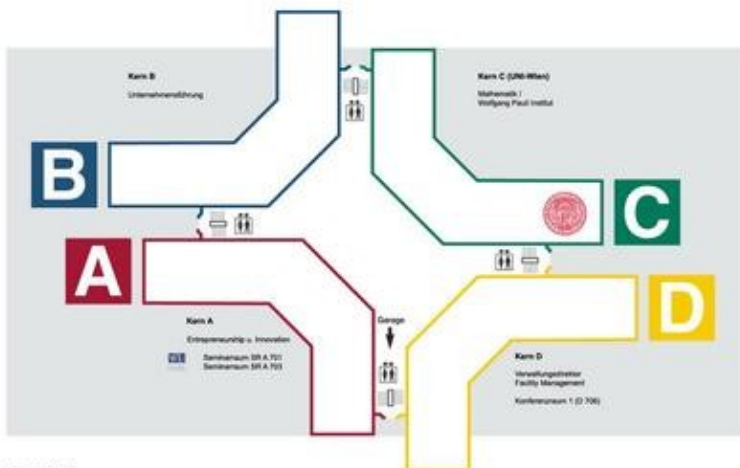 Kern B
Unternehmensführung
Kern C (UNI-Wien)
Mathematik /
Wolfgang Pauli Institut
B
C
A
D
Kern A
Entrepreneurship u. Innovation
Seminarraum SR A 701
Seminarraum SR A 703
Garage
Kern D
Verwaltungsdirektor
Facility Management
Konferenzraum 1 (D 706)